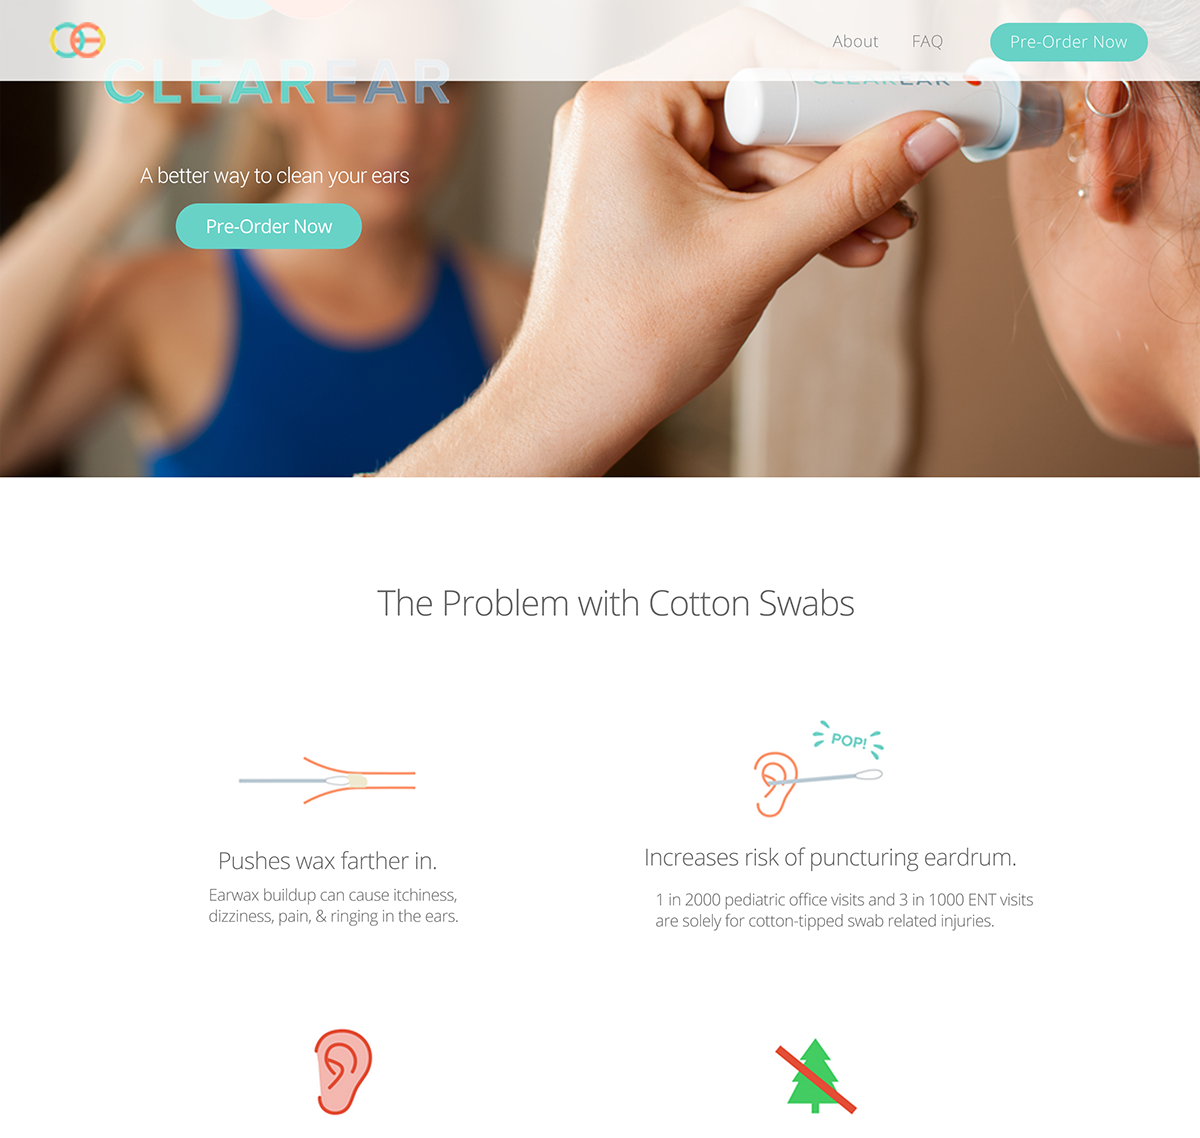 About FAQ Pre-Order Now
CLEAREAR
CLEAREAR
A better way to clean your ears
Pre-Order Now
The Problem with Cotton Swabs
POP!
Pushes wax farther in.
Earwax buildup can cause itchiness,
dizziness, pain, & ringing in the ears.
Increases risk of puncturing eardrum.
1 in 2000 pediatric office visits and 3 in 1000 ENT visits
are solely for cotton-tipped swab related injuries.